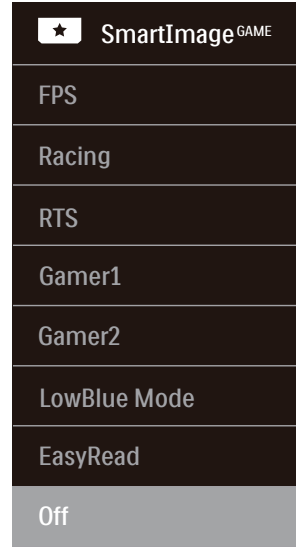 SmartImage GAME
FPS
Racing
RTS
Gamer1
Gamer2
LowBlue Mode
EasyRead
Off